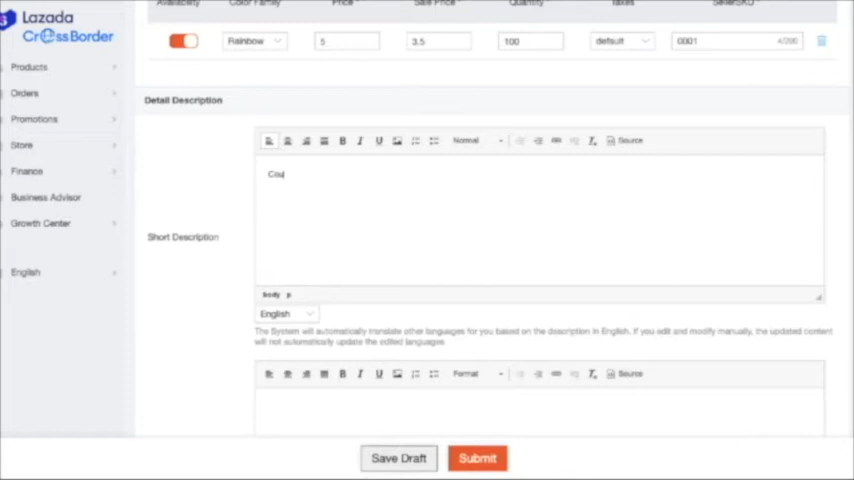 Availability Color Family Price Sale Price Quantity Taxes SellerSKU
Lazada
CrossBorder
Rainbow 5 3.5 100 default 0001 4/200
Products
Orders
Promotions
Store
Finance
Business Advisor
Growth Center
English
Detail Description
B I U Normal Source
Cou
Short Description
body p
English
The System will automatically translate other languages for you based on the description in English. If you edit and modify manually, the updated content
will not automatically update the edited languages
B I U Format Source
Save Draft Submit